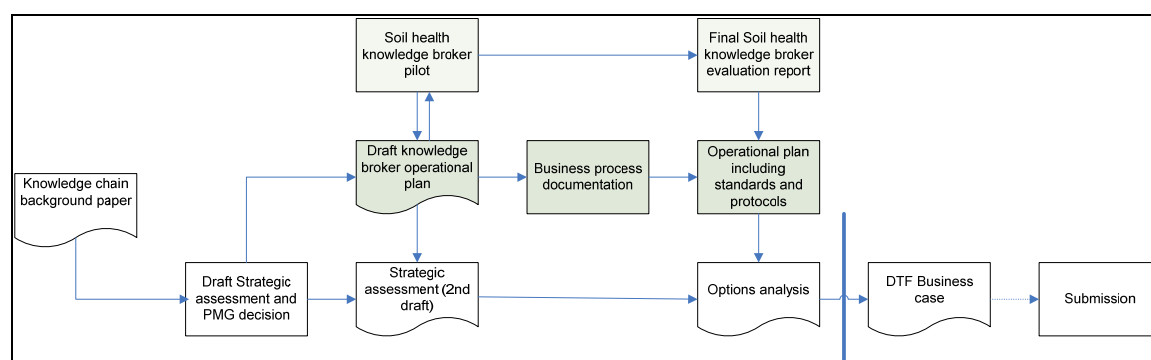 Soil health
knowledge broker
pilot
Final Soil health
knowledge broker
evaluation report
Draft knowledge
broker operational
plan
Business process
documentation
Operational plan
including
standards and
protocols
Knowledge chain
background paper
Draft Strategic
assessment and
PMG decision
Strategic
assessment (2nd
draft)
Options analysis
DTF Business
case
Submission